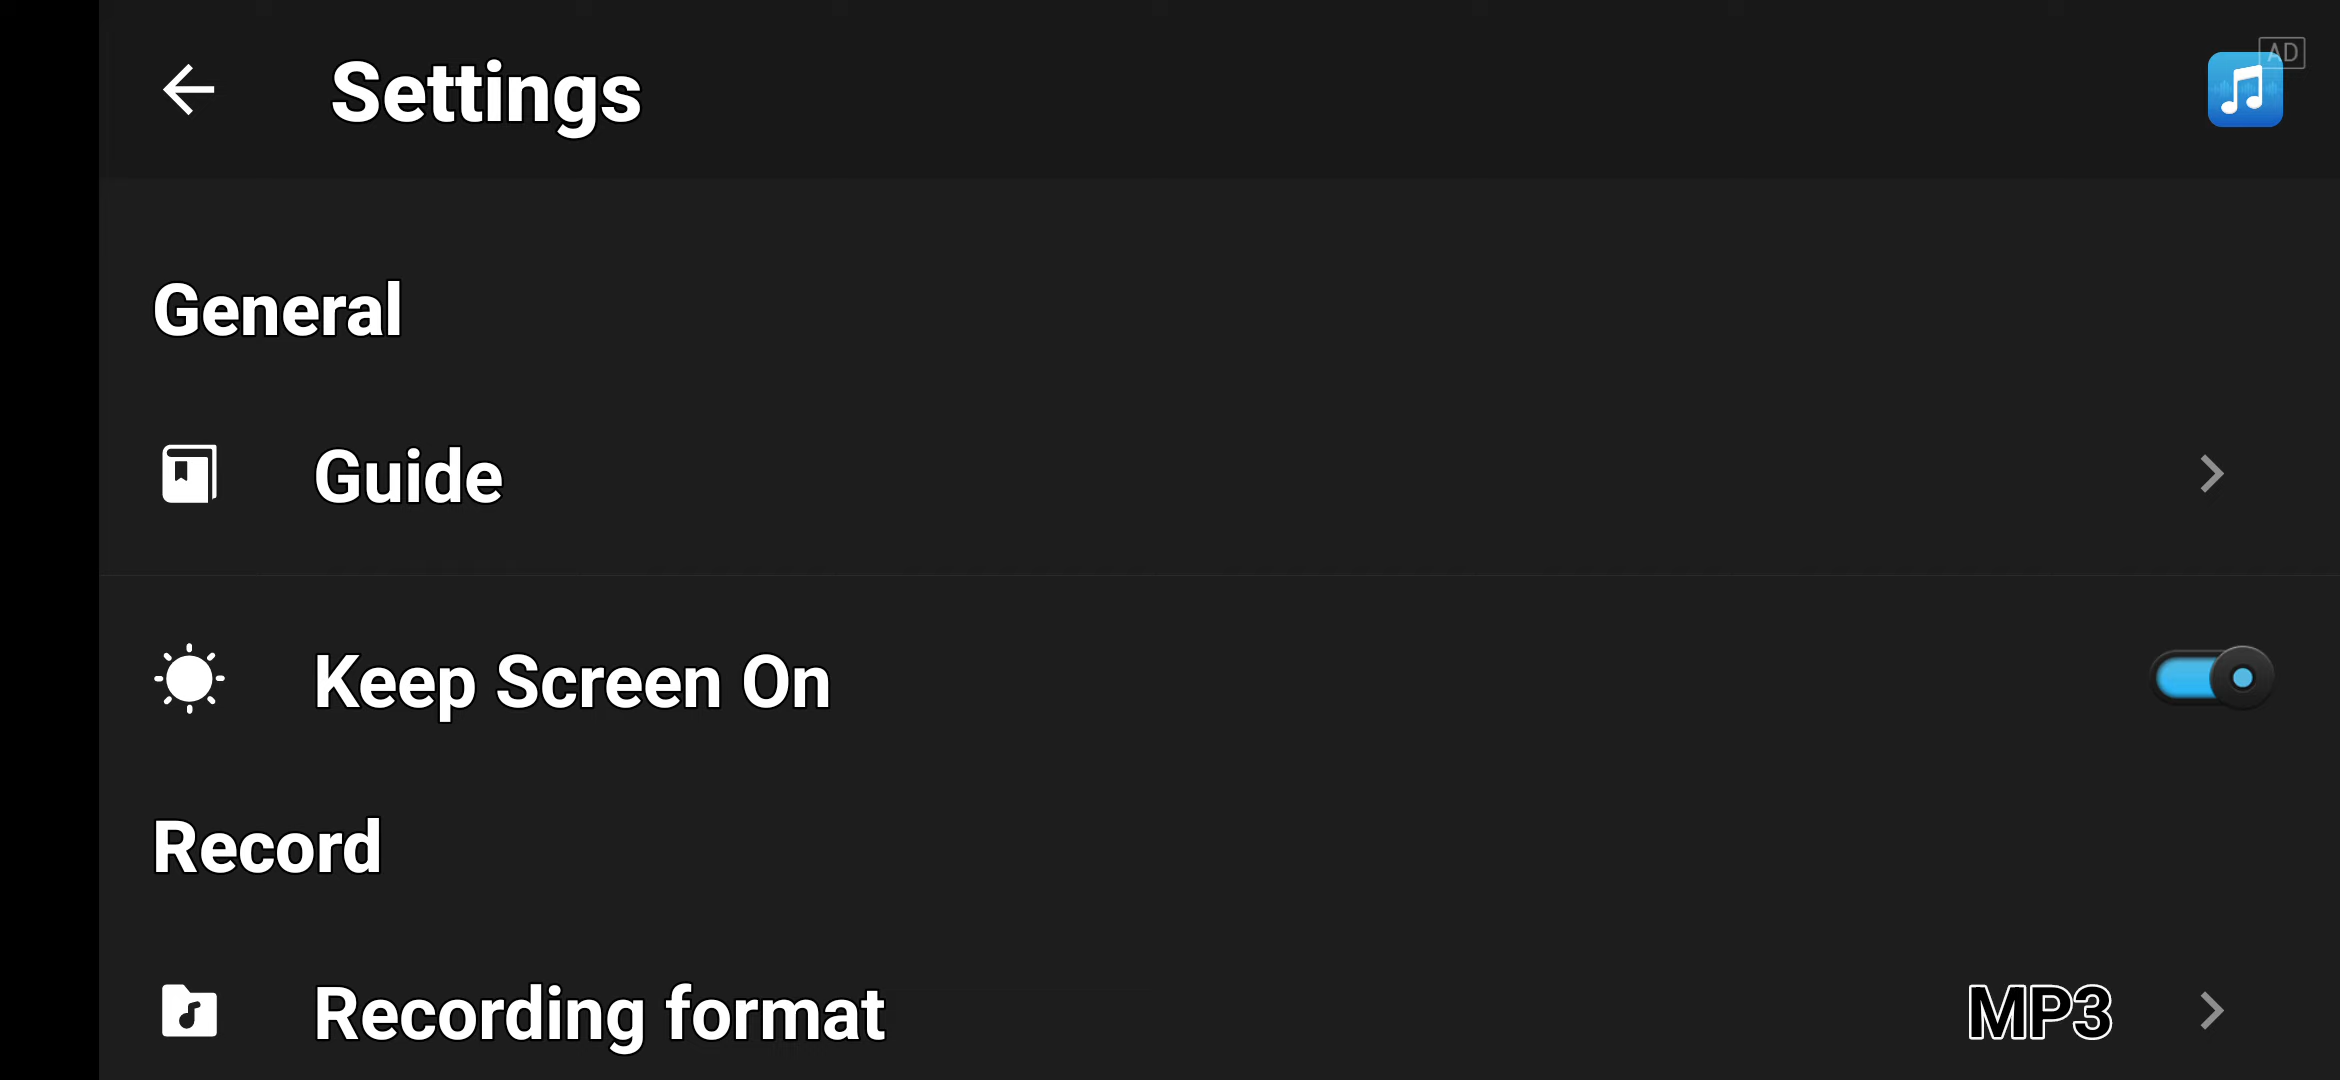 Settings
AD
General
Guide
Keep Screen On
Record
Recording format
MP3